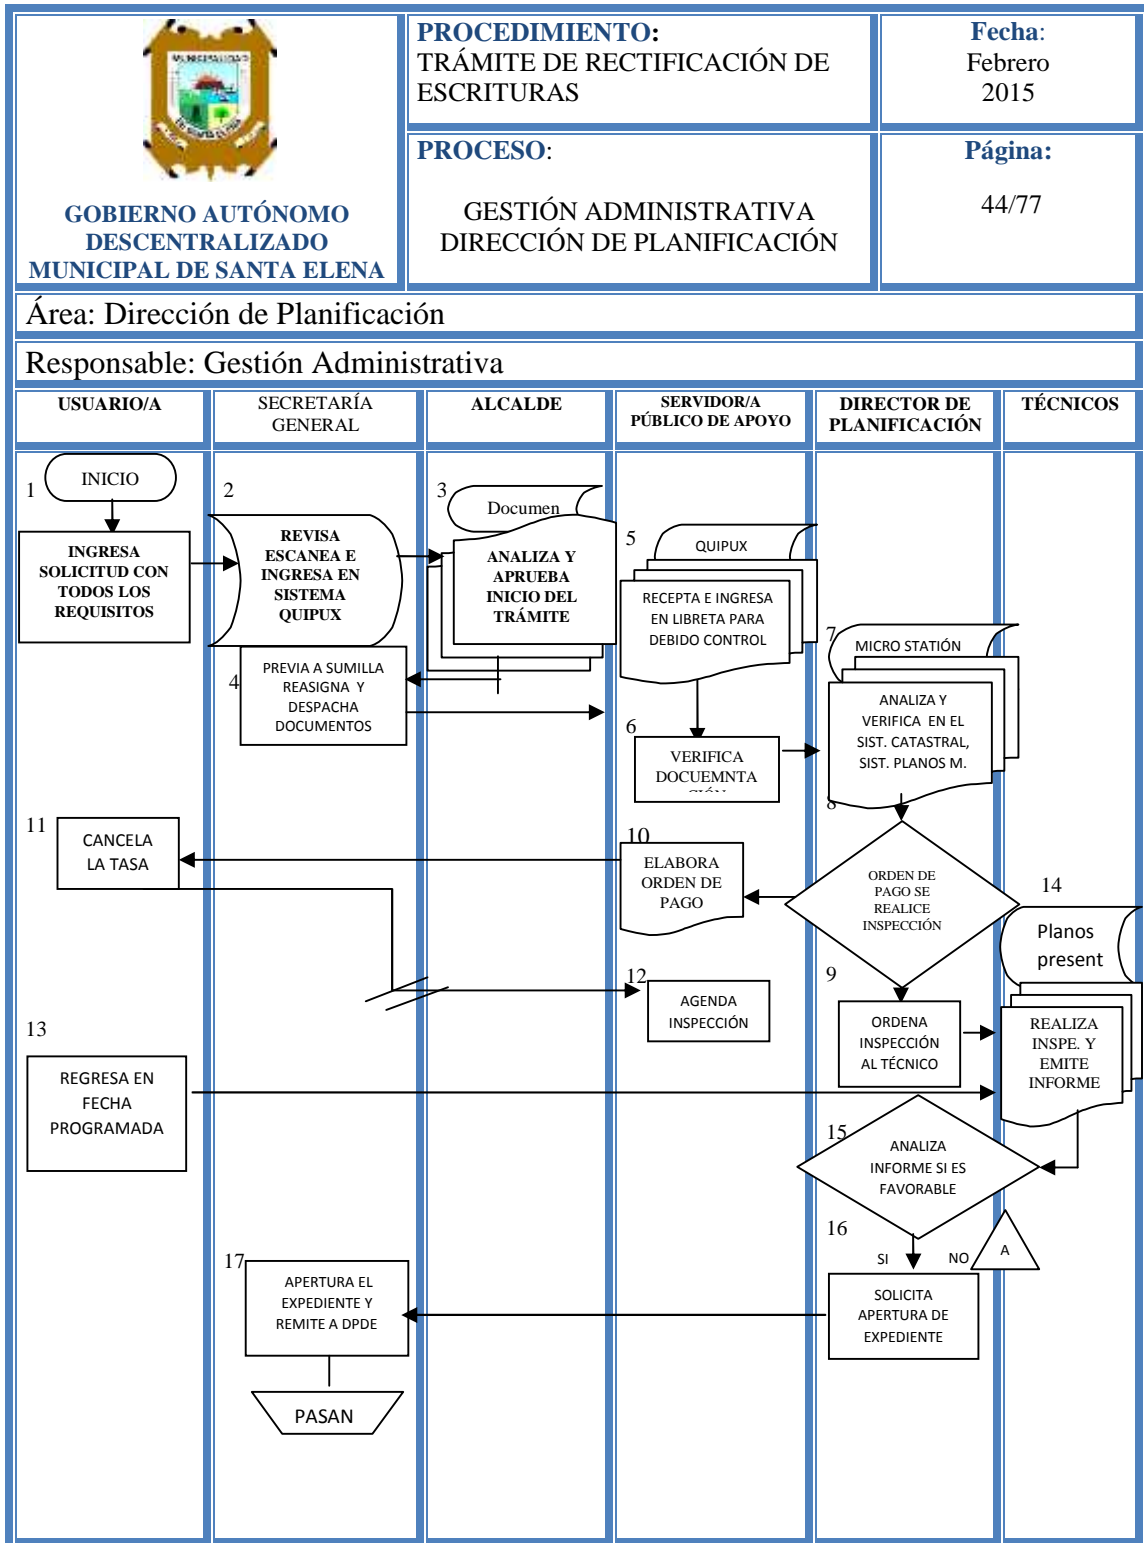 MUNICIPALIDAD
PROCEDIMIENTO:
TRÁMITE DE RECTIFICACIÓN DE
ESCRITURAS
Fecha:
Febrero
2015
GOBIERNO AUTÓNOMO
DESCENTRALIZADO
MUNICIPAL DE SANTA ELENA
PROCESO:
GESTIÓN ADMINISTRATIVA
DIRECCIÓN DE PLANIFICACIÓN
Página:
44/77
Área: Dirección de Planificación
Responsable: Gestión Administrativa
USUARIO/A
SECRETARÍA
GENERAL
ALCALDE
SERVIDOR/A
PÚBLICO DE APOYO
DIRECTOR DE
PLANIFICACIÓN
TÉCNICOS
1
INICIO
INGRESA
SOLICITUD CON
TODOS LOS
REQUISITOS
2
REVISA
ESCANEA E
INGRESA EN
SISTEMA
QUIPUX
3
Documen
ANALIZA Y
APRUEBA
INICIO DEL
TRÁMITE
4
PREVIA A SUMILLA
REASIGNA Y
DESPACHA
DOCUMENTOS
5
QUIPUX
RECEPTA E INGRESA
EN LIBRETA PARA
DEBIDO CONTROL
6
VERIFICA
DOCUEMNTA
CIÓN
7
MICRO STATIÓN
ANALIZA Y
VERIFICA EN EL
SIST. CATASTRAL,
SIST. PLANOS M.
8
ORDEN DE
PAGO SE
REALICE
INSPECCIÓN
9
ORDENA
INSPECCIÓN
AL TÉCNICO
10
ELABORA
ORDEN DE
PAGO
11
CANCELA
LA TASA
12
AGENDA
INSPECCIÓN
13
REGRESA EN
FECHA
PROGRAMADA
14
Planos
present
REALIZA
INSPE. Y
EMITE
INFORME
15
ANALIZA
INFORME SI ES
FAVORABLE
16
SI
NO
A
SOLICITA
APERTURA DE
EXPEDIENTE
17
APERTURA EL
EXPEDIENTE Y
REMITE A DPDE
PASAN